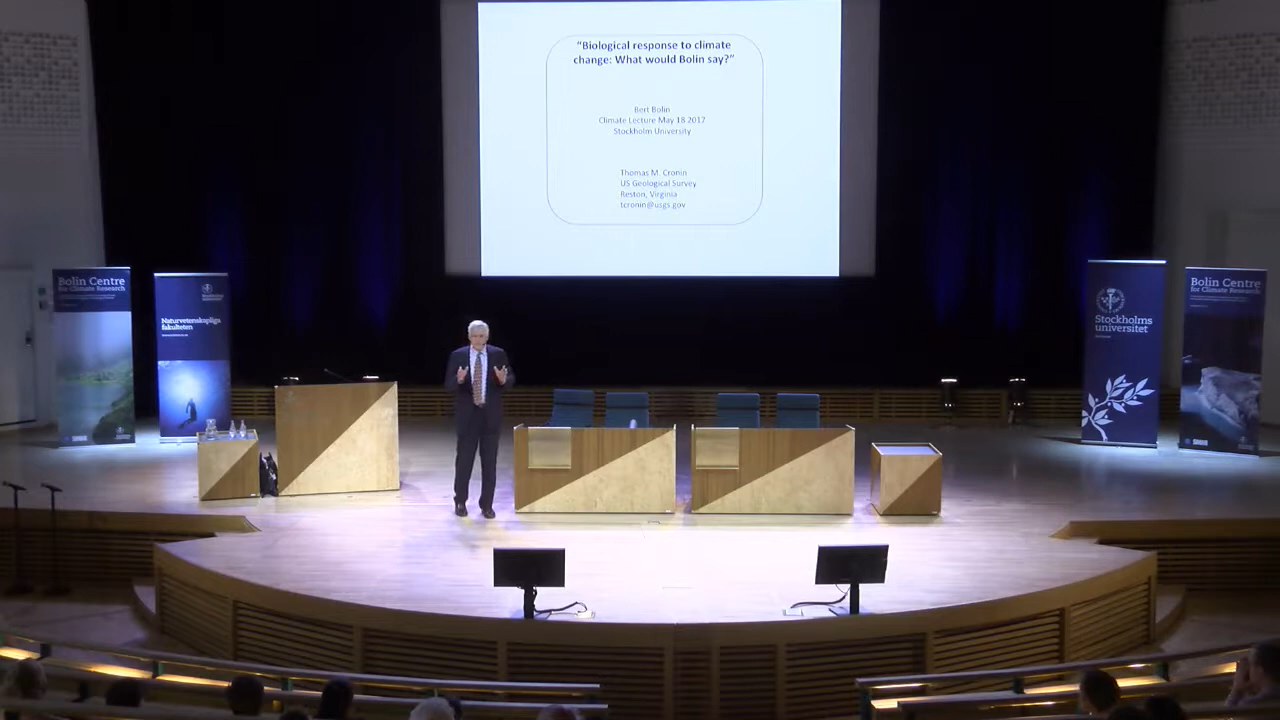 “Biological response to climate
change: What would Bolin say?”
Bert Bolin
Climate Lecture May 18 2017
Stockholm University
Thomas M. Cronin
US Geological Survey
Reston, Virginia
tcronin@usgs.gov
Bolin Centre
for Climate Research
Naturvetenskapliga
fakulteten
Stockholms
universitet
Bolin Centre
for Climate Research